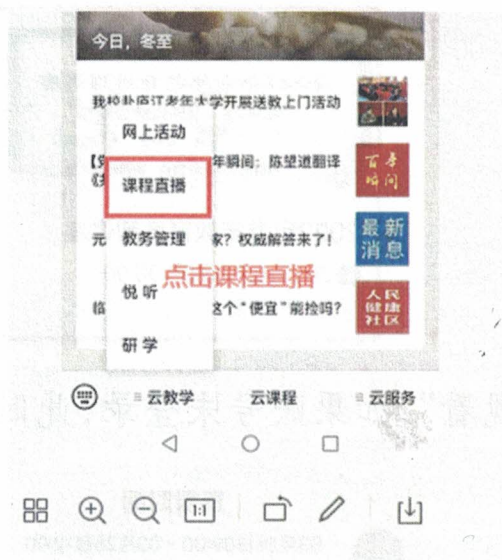 今日，冬至
我校赴庐江老年大学开展送教上门活动
网上活动
年瞬间：陈望道翻译
百年
瞬间
课程直播
元
教务管理
家？权威解答来了！
最新
消息
点击课程直播
悦 听
临
这个“便宜”能捡吗？
人民
健康
社区
研 学
云教学
云课程
云服务
1:1